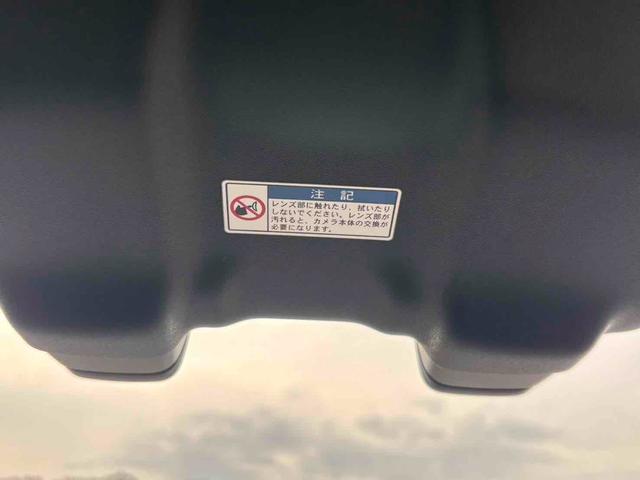 注記
レンズ部に触れたり、拭いたり
しないでください。レンズ部が
汚れると、カメラ本体の交換が
必要になります。